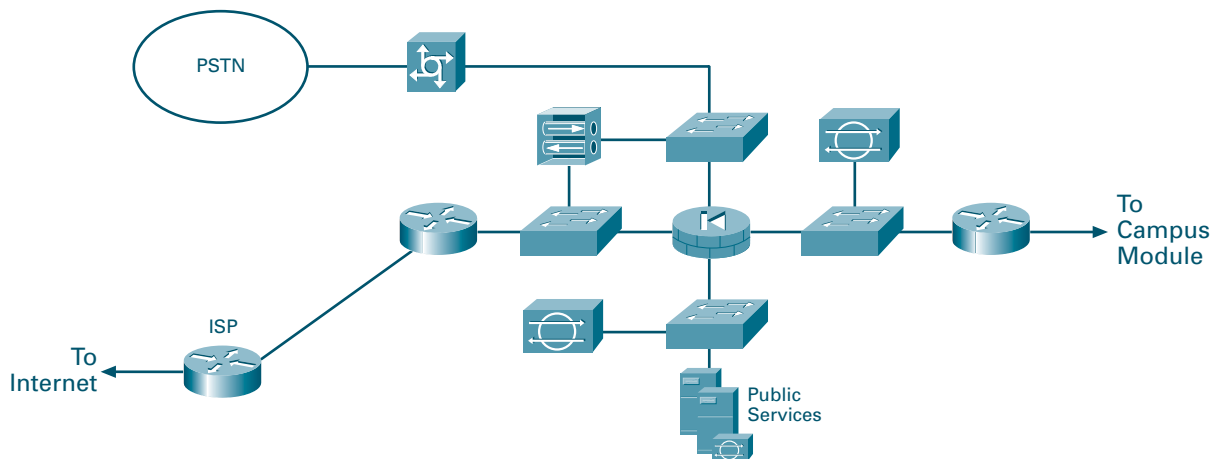 PSTN
To
Campus
Module
ISP
To
Internet
Public
Services